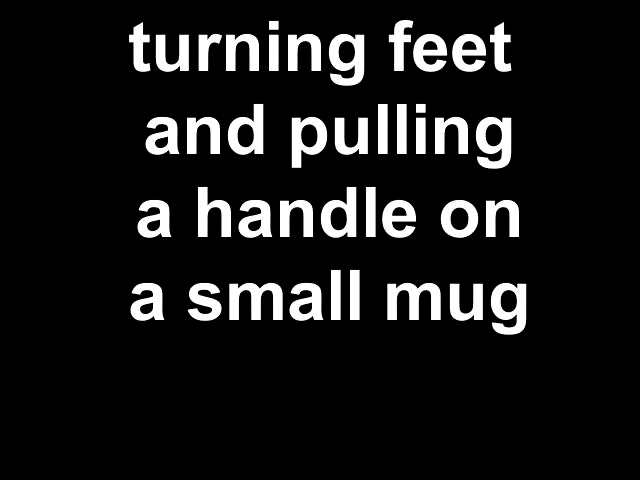 turning feet
and pulling
a handle on
a small mug